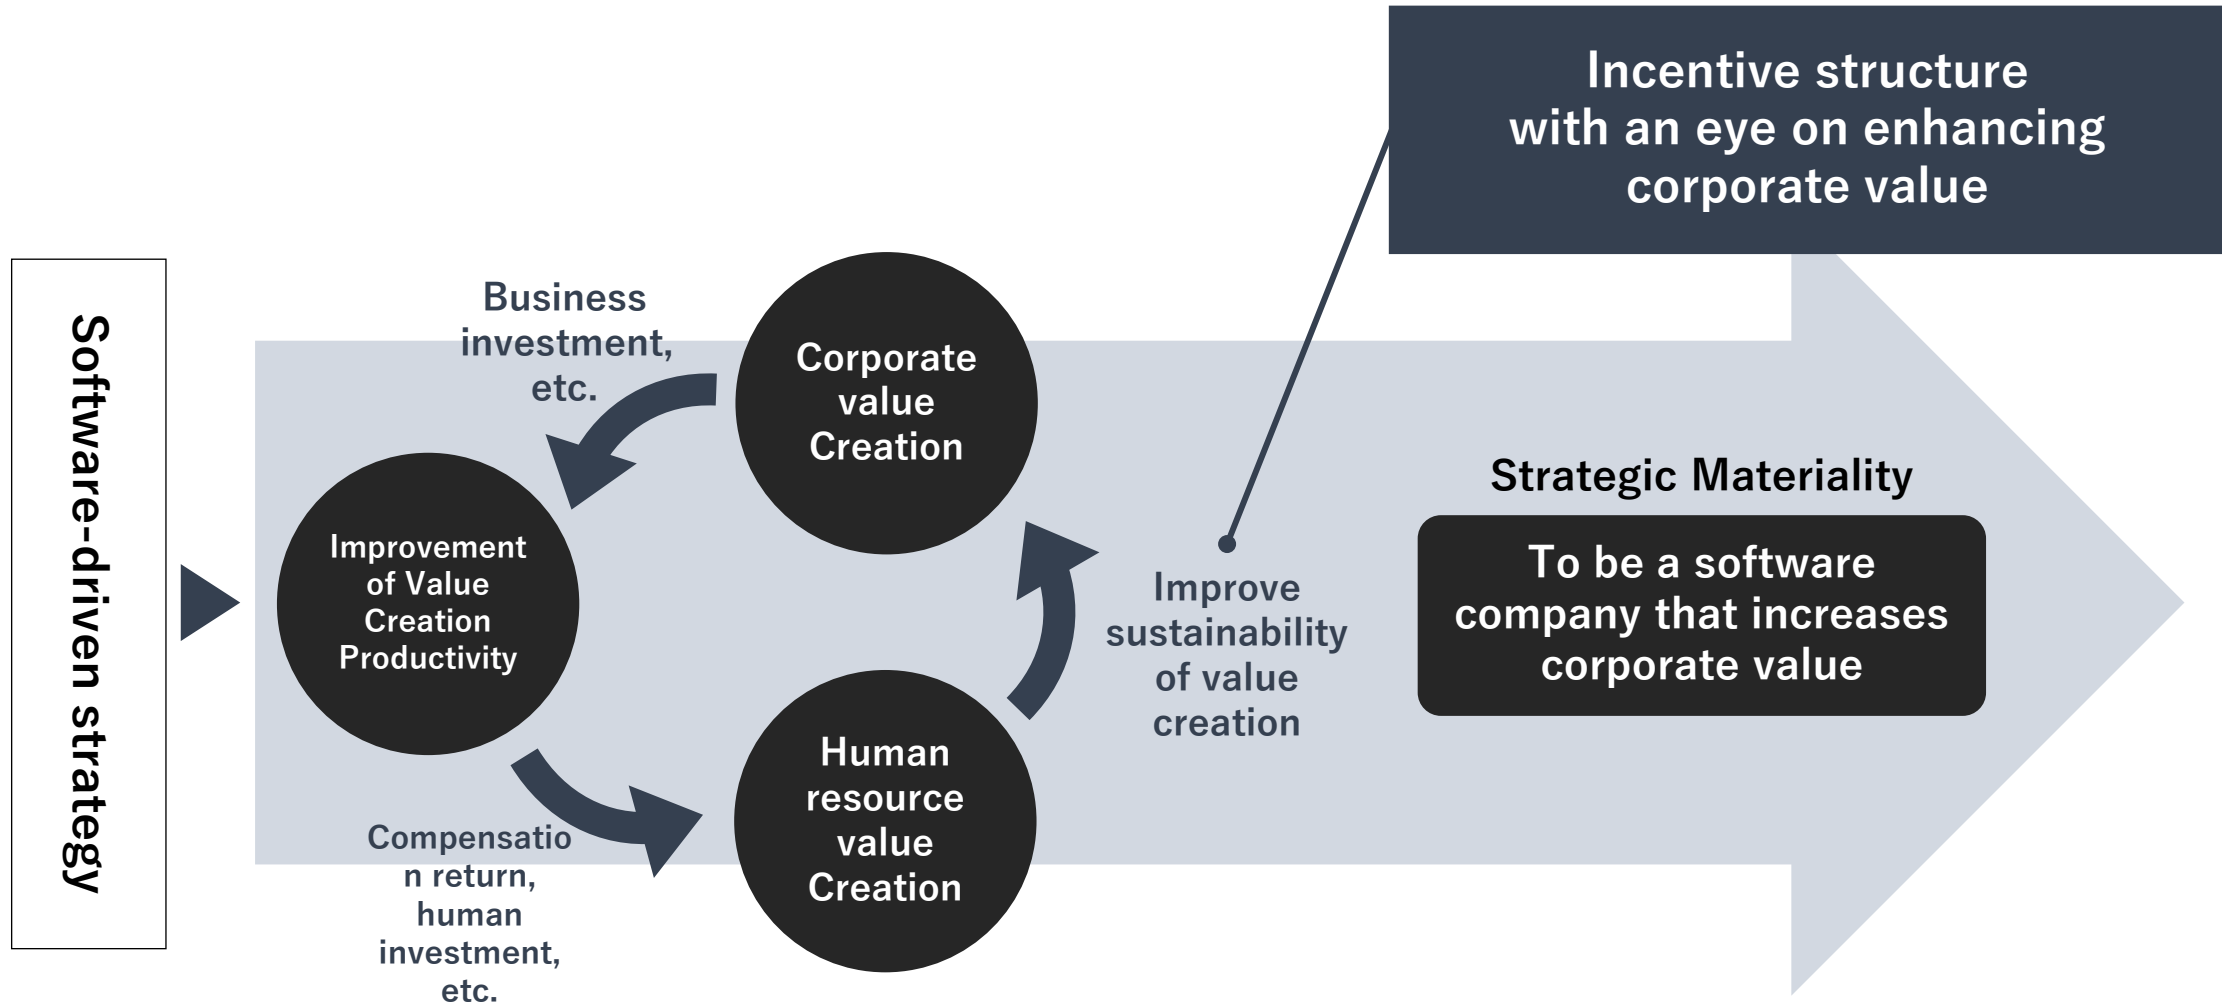 Incentive structure
with an eye on enhancing
corporate value
Software-driven strategy
Business
investment,
etc.
Corporate
value
Creation
Improvement
of Value
Creation
Productivity
Compensatio
n return,
human
investment,
etc.
Human
resource
value
Creation
Improve
sustainability
of value
creation
Strategic Materiality
To be a software
company that increases
corporate value